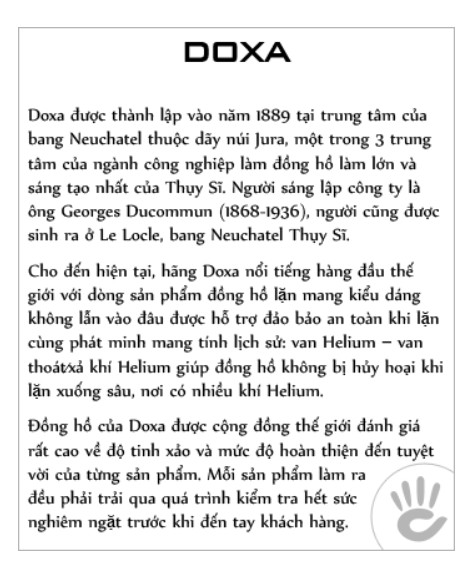 DOXA
Doxa được thành lập vào năm 1889 tại trung tâm của
bang Neuchatel thuộc dãy núi Jura, một trong 3 trung
tâm của ngành công nghiệp làm đồng hồ làm lớn và
sáng tạo nhất của Thụy Sĩ. Người sáng lập công ty là
ông Georges Ducommun (1868-1936), người cũng được
sinh ra ở Le Locle, bang Neuchatel Thụy Sĩ.
Cho đến hiện tại, hãng Doxa nổi tiếng hàng đầu thế
giới với dòng sản phẩm đồng hồ lặn mang kiểu dáng
không lẫn vào đâu được hỗ trợ đảo bảo an toàn khi lặn
cùng phát minh mang tính lịch sử: van Helium – van
thoát/xả khí Helium giúp đồng hồ không bị hủy hoại khi
lặn xuống sâu, nơi có nhiều khí Helium.
Đồng hồ của Doxa được cộng đồng thế giới đánh giá
rất cao về độ tinh xảo và mức độ hoàn thiện đến tuyệt
vời của từng sản phẩm. Mỗi sản phẩm làm ra
đều phải trải qua quá trình kiểm tra hết sức
nghiêm ngặt trước khi đến tay khách hàng.